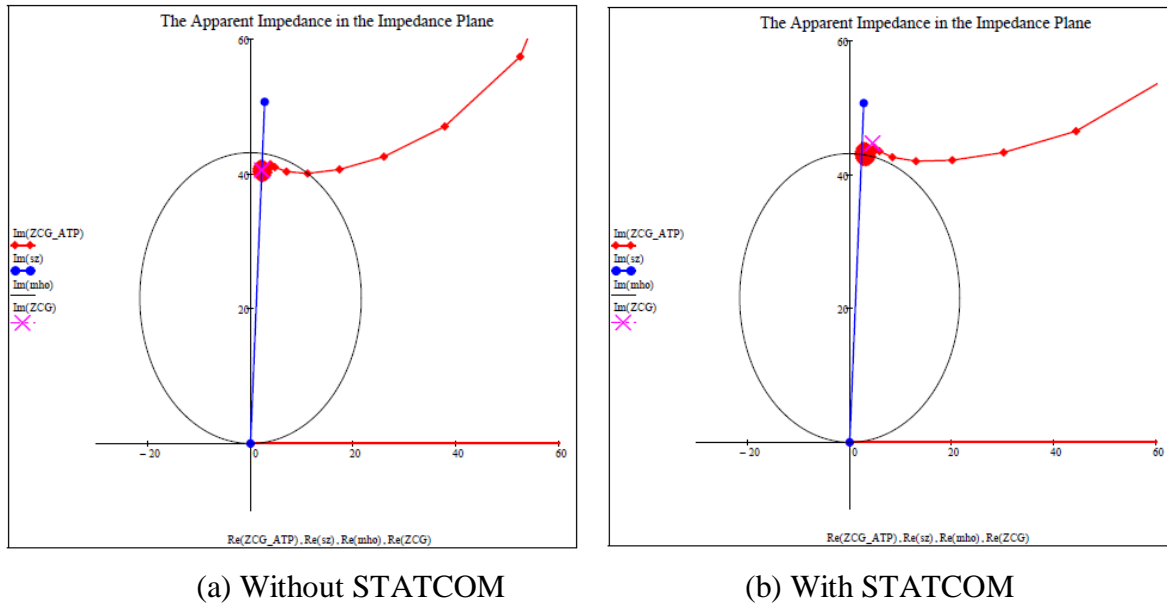 The Apparent Impedance in the Impedance Plane
60
40
20
Im(ZCG_ATP)
Im(sz)
Im(mho)
Im(ZCG)
− 20
0
20
40
60
Re(ZCG_ATP), Re(sz), Re(mho), Re(ZCG)
(a) Without STATCOM
The Apparent Impedance in the Impedance Plane
60
40
20
Im(ZCG_ATP)
Im(sz)
Im(mho)
Im(ZCG)
− 20
0
20
40
60
Re(ZCG_ATP), Re(sz), Re(mho), Re(ZCG)
(b) With STATCOM